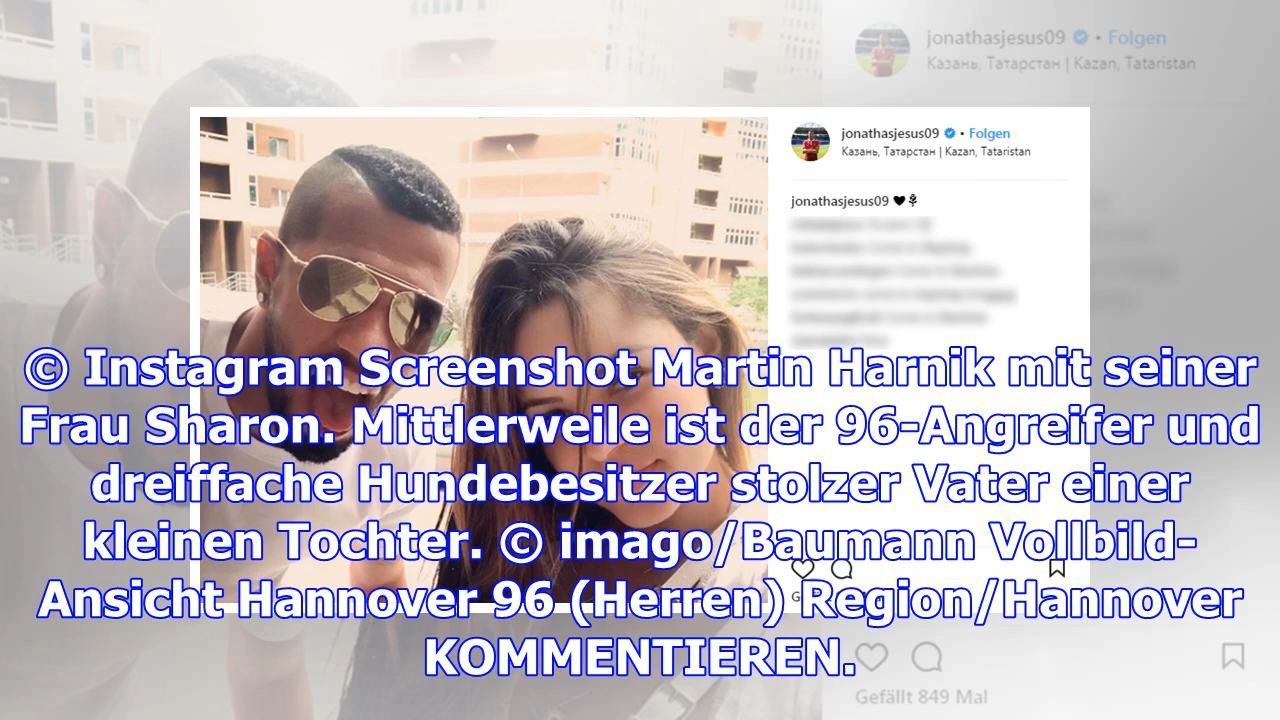 jonathasjesus09 • Folgen
Казань, Татарстан | Kazan, Tataristan
jonathasjesus09 • Folgen
Казань, Татарстан | Kazan, Tataristan
jonathasjesus09 🖤⚘
© Instagram Screenshot Martin Harnik mit seiner
Frau Sharon. Mittlerweile ist der 96-Angreifer und
dreiffache Hundebesitzer stolzer Vater einer
kleinen Tochter. © imago/Baumann Vollbild-
Ansicht Hannover 96 (Herren) Region/Hannover
KOMMENTIEREN.
Gefällt 849 Mal